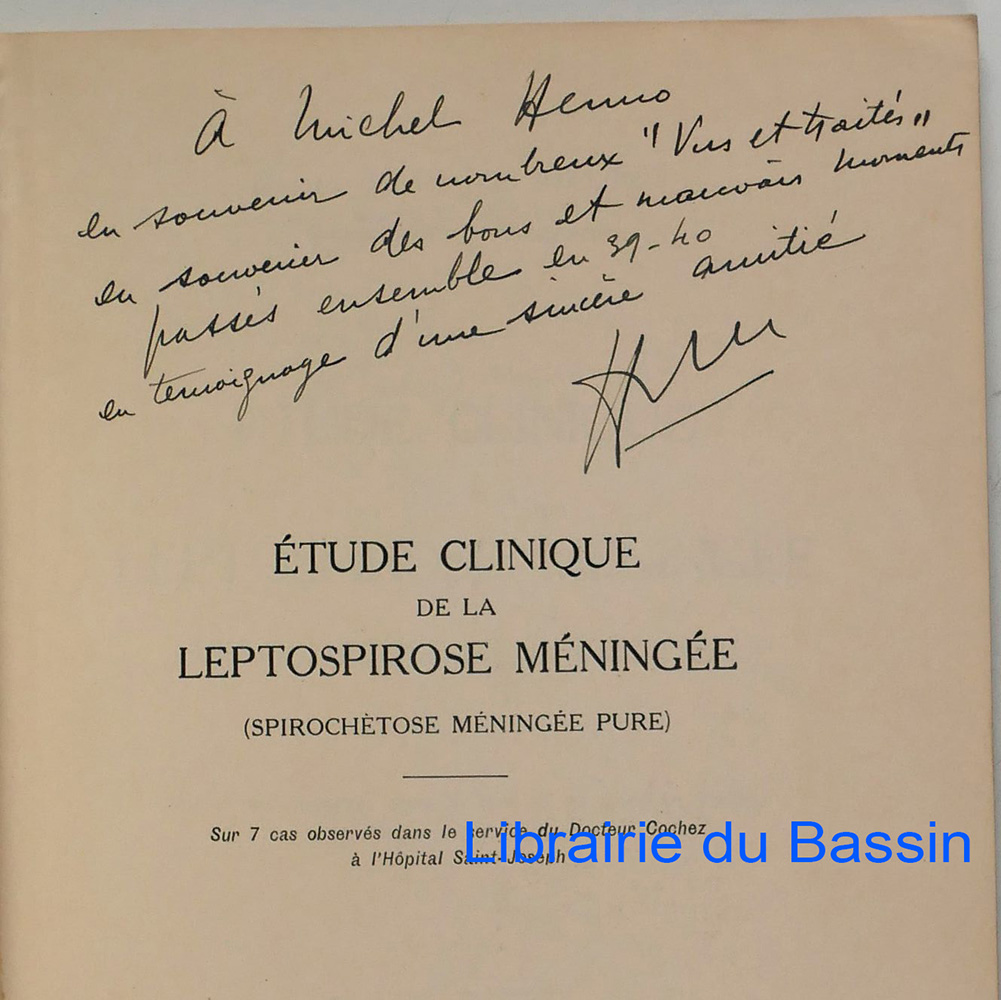 À Michel Henno
en souvenir de nombreux "Vus et traités"
en souvenir des bons et mauvais moments
passés ensemble en 39-40
en temoignage d'une sincère amitié
ÉTUDE CLINIQUE
DE LA
LEPTOSPIROSE MÉNINGÉE
(SPIROCHÈTOSE MÉNINGÉE PURE)
Sur 7 cas observés dans le service du Docteur Cochez
à l'Hôpital Saint-Joseph
Librairie du Bassin